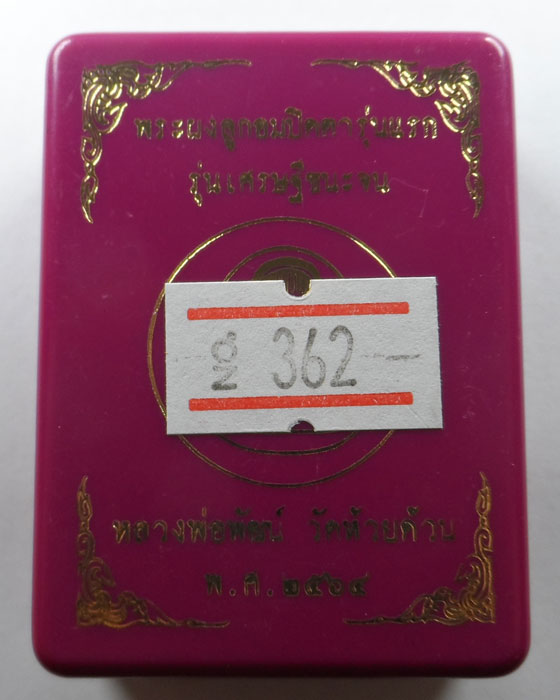 พระผงลูกอมปิดตารุ่นแรก
รุ่นเศรษฐีชนะจน
ชอ 362 -
หลวงพ่อพัฒน์ วัดห้วยด้วน
พ.ศ.๒๕๖๔